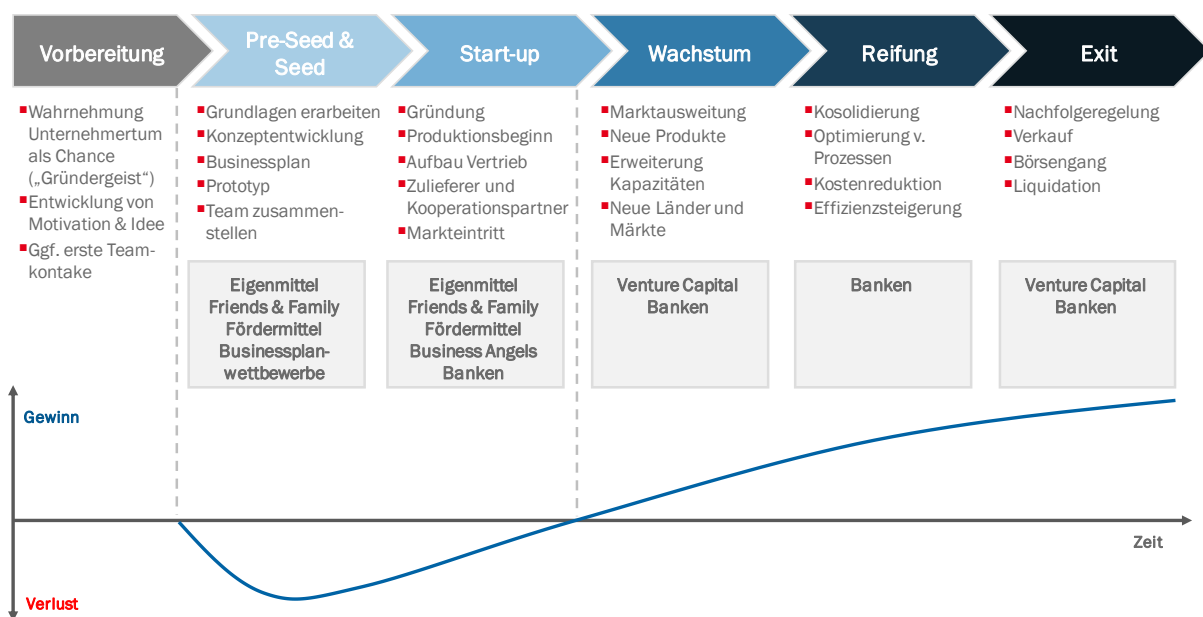 Vorbereitung
Pre-Seed &
Seed
Start-up
Wachstum
Reifung
Exit
Wahrnehmung
Unternehmertum
als Chance
(„Gründergeist“)
Entwicklung von
Motivation & Idee
Ggf. erste Team-
kontake
Grundlagen erarbeiten
Konzeptentwicklung
Businessplan
Prototyp
Team zusammen-
stellen
Gründung
Produktionsbeginn
Aufbau Vertrieb
Zulieferer und
Kooperationspartner
Markteintritt
Marktausweitung
Neue Produkte
Erweiterung
Kapazitäten
Neue Länder und
Märkte
Kosolidierung
Optimierung v.
Prozessen
Kostenreduktion
Effizienzsteigerung
Nachfolgeregelung
Verkauf
Börsengang
Liquidation
Eigenmittel
Friends & Family
Fördermittel
Businessplan-
wettbewerbe
Eigenmittel
Friends & Family
Fördermittel
Business Angels
Banken
Venture Capital
Banken
Banken
Venture Capital
Banken
Gewinn
Zeit
Verlust